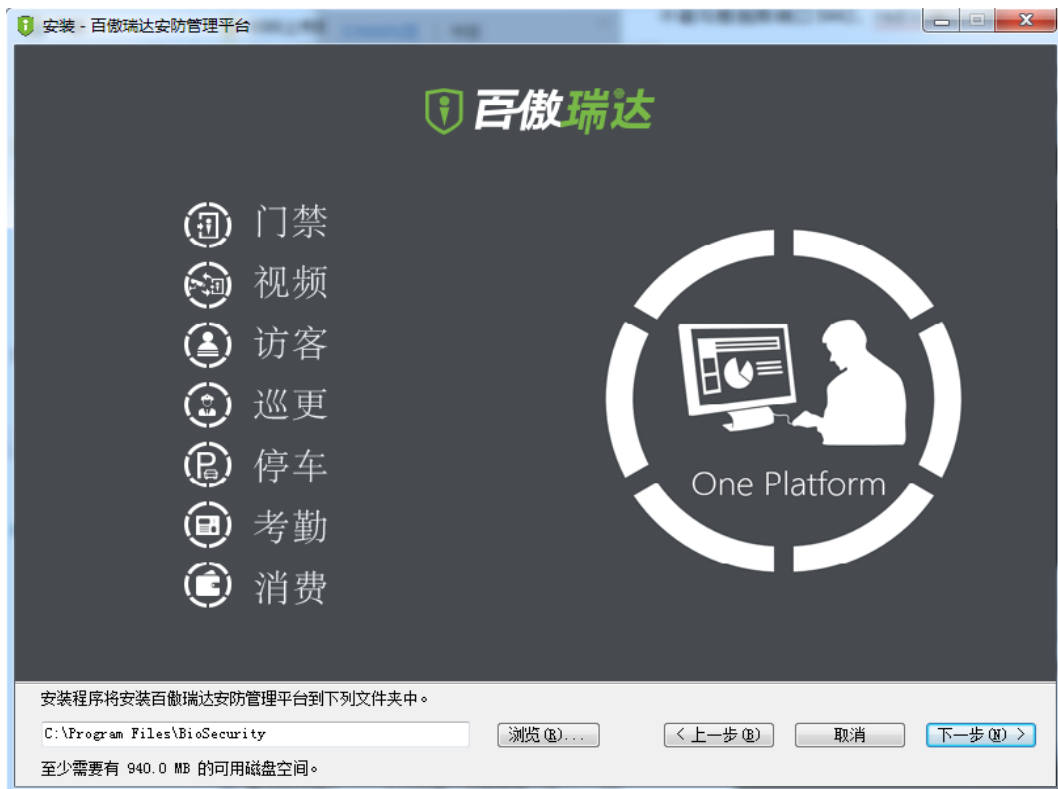 安装 - 百傲瑞达安防管理平台
百傲瑞达
门禁
视频
访客
巡更
停车
考勤
消费
One Platform
安装程序将安装百傲瑞达安防管理平台到下列文件夹中。
C:\Program Files\BioSecurity
浏览(R)...
< 上一步(B)
取消
下一步(N) >
至少需要有 940.0 MB 的可用磁盘空间。